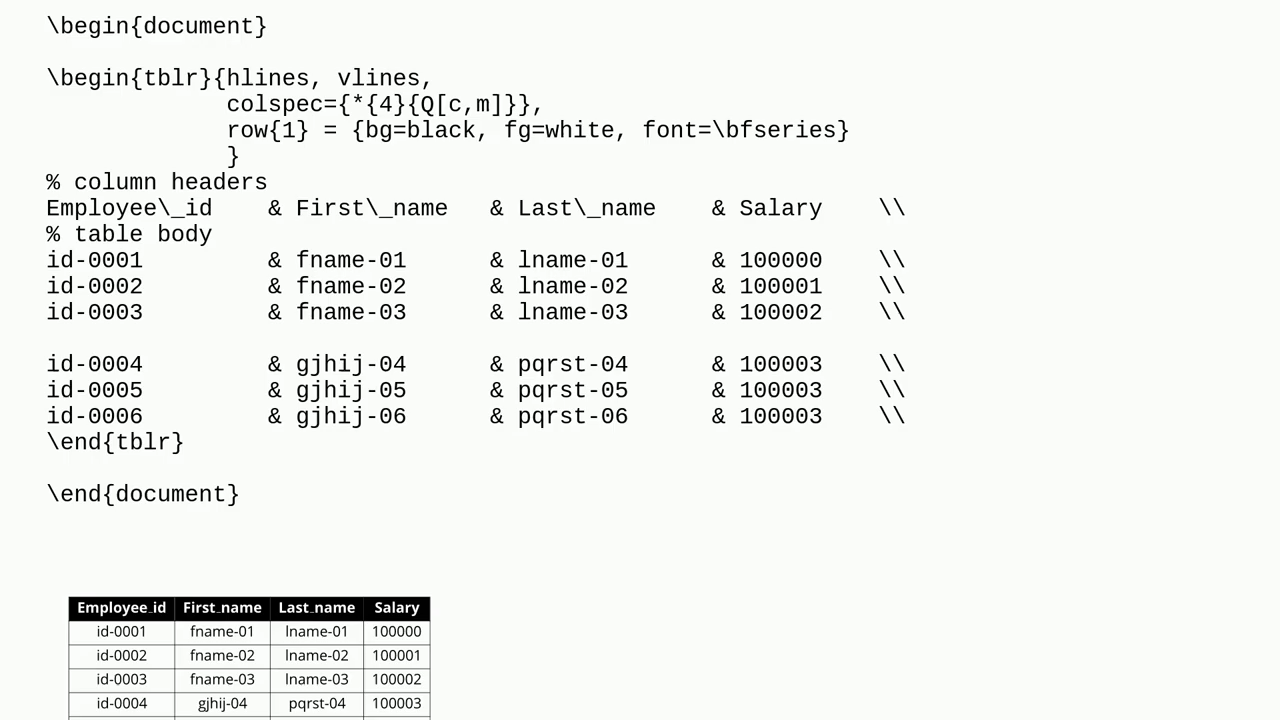 \begin{document}
\begin{tblr}{hlines, vlines,
colspec={*{4}{Q[c,m]}},
row{1} = {bg=black, fg=white, font=\bfseries}
}
% column headers
Employee\_id & First\_name & Last\_name & Salary \\
% table body
id-0001 & fname-01 & lname-01 & 100000 \\
id-0002 & fname-02 & lname-02 & 100001 \\
id-0003 & fname-03 & lname-03 & 100002 \\
id-0004 & gjhij-04 & pqrst-04 & 100003 \\
id-0005 & gjhij-05 & pqrst-05 & 100003 \\
id-0006 & gjhij-06 & pqrst-06 & 100003 \\
\end{tblr}
\end{document}
Employee_id First_name Last_name Salary
id-0001 fname-01 lname-01 100000
id-0002 fname-02 lname-02 100001
id-0003 fname-03 lname-03 100002
id-0004 gjhij-04 pqrst-04 100003